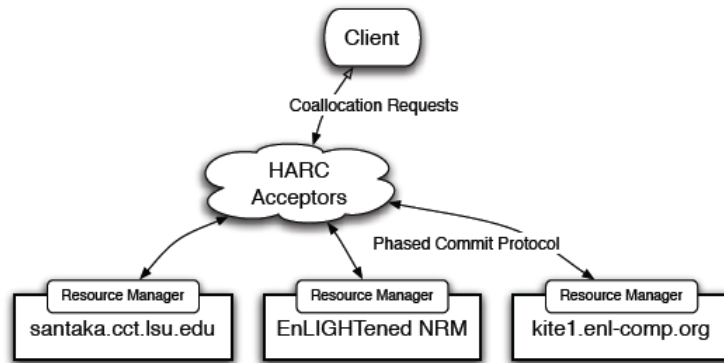 Client
Coallocation Requests
HARC
Acceptors
Phased Commit Protocol
Resource Manager
santaka.cct.lsu.edu
Resource Manager
EnLIGHTened NRM
Resource Manager
kite1.enl-comp.org